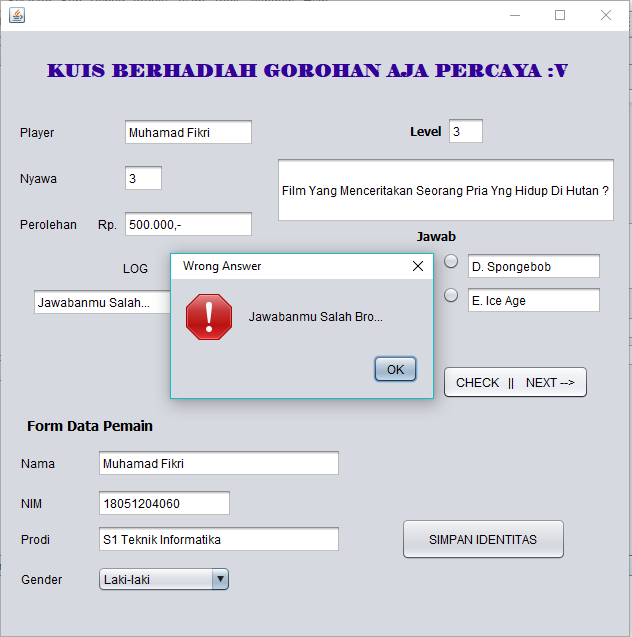 KUIS BERHADIAH GOROHAN AJA PERCAYA :V
Player
Muhamad Fikri
Level
3
Nyawa
3
Film Yang Menceritakan Seorang Pria Yng Hidup Di Hutan ?
Perolehan
Rp.
500.000,-
Jawab
LOG
D. Spongebob
Jawabanmu Salah...
E. Ice Age
Wrong Answer
Jawabanmu Salah Bro...
OK
CHECK || NEXT -->
Form Data Pemain
Nama
Muhamad Fikri
NIM
18051204060
Prodi
S1 Teknik Informatika
SIMPAN IDENTITAS
Gender
Laki-laki